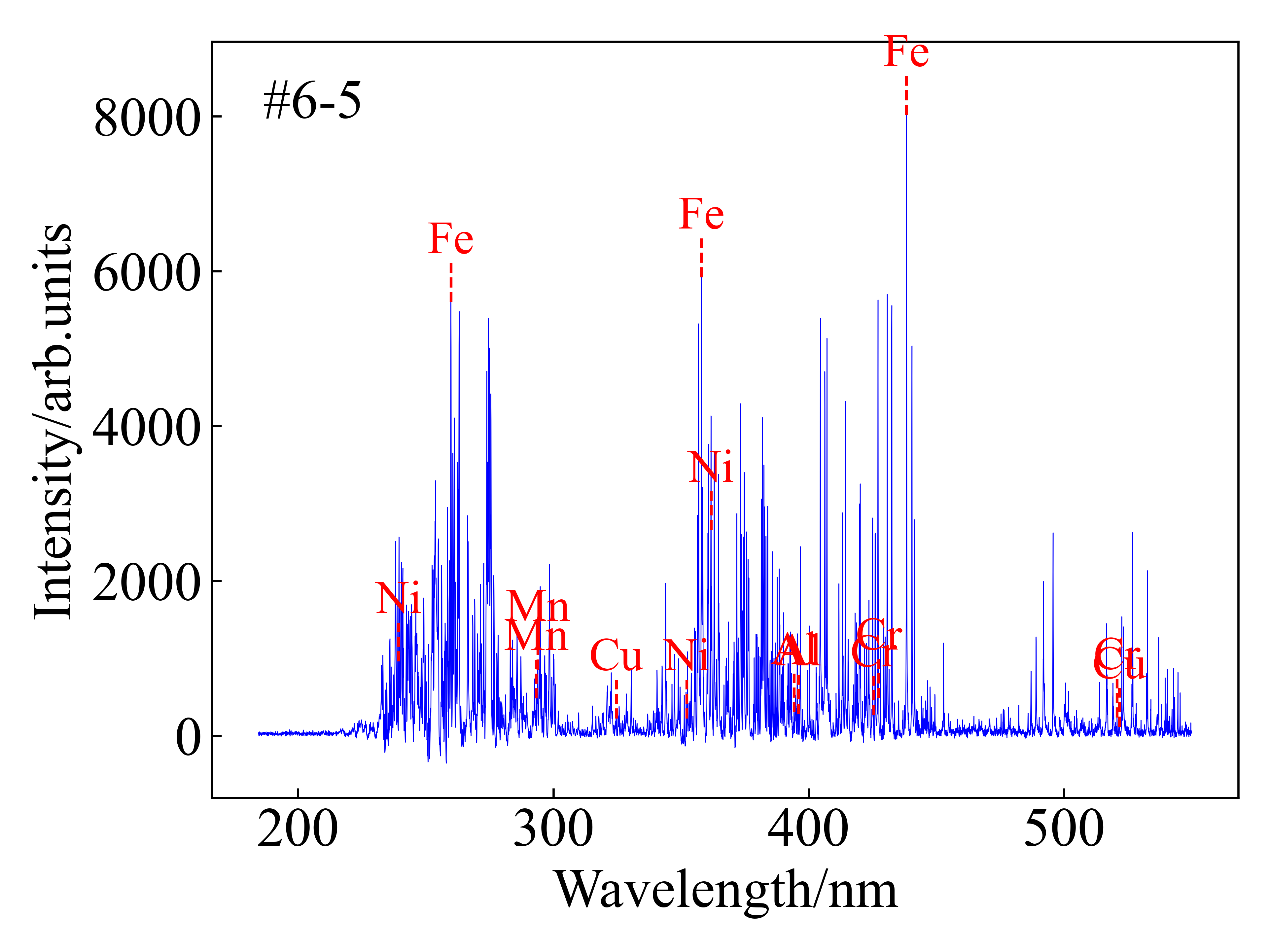 Fe
#6-5
8000
Fe
Fe
6000
4000
Ni
2000
Ni
Mn
Mn
Cu
Ni
Al
Cr
Cr
Cr
0
200
300
400
500
Intensity/arb.units
Wavelength/nm